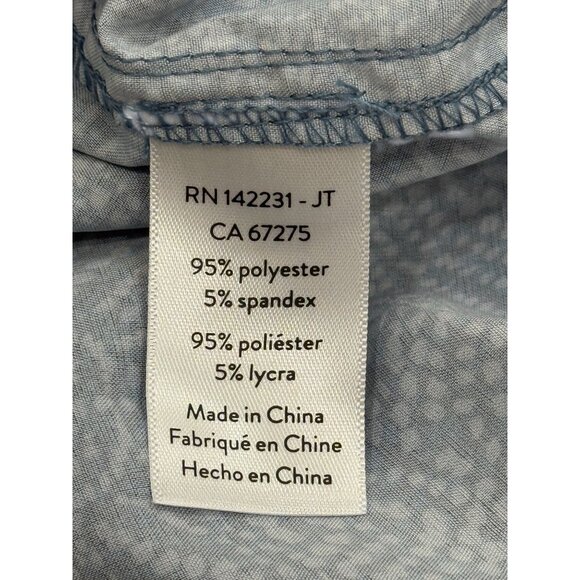 RN 142231 - JT
CA 67275
95% polyester
5% spandex
95% poliéster
5% lycra
Made in China
Fabriqué en Chine
Hecho en China